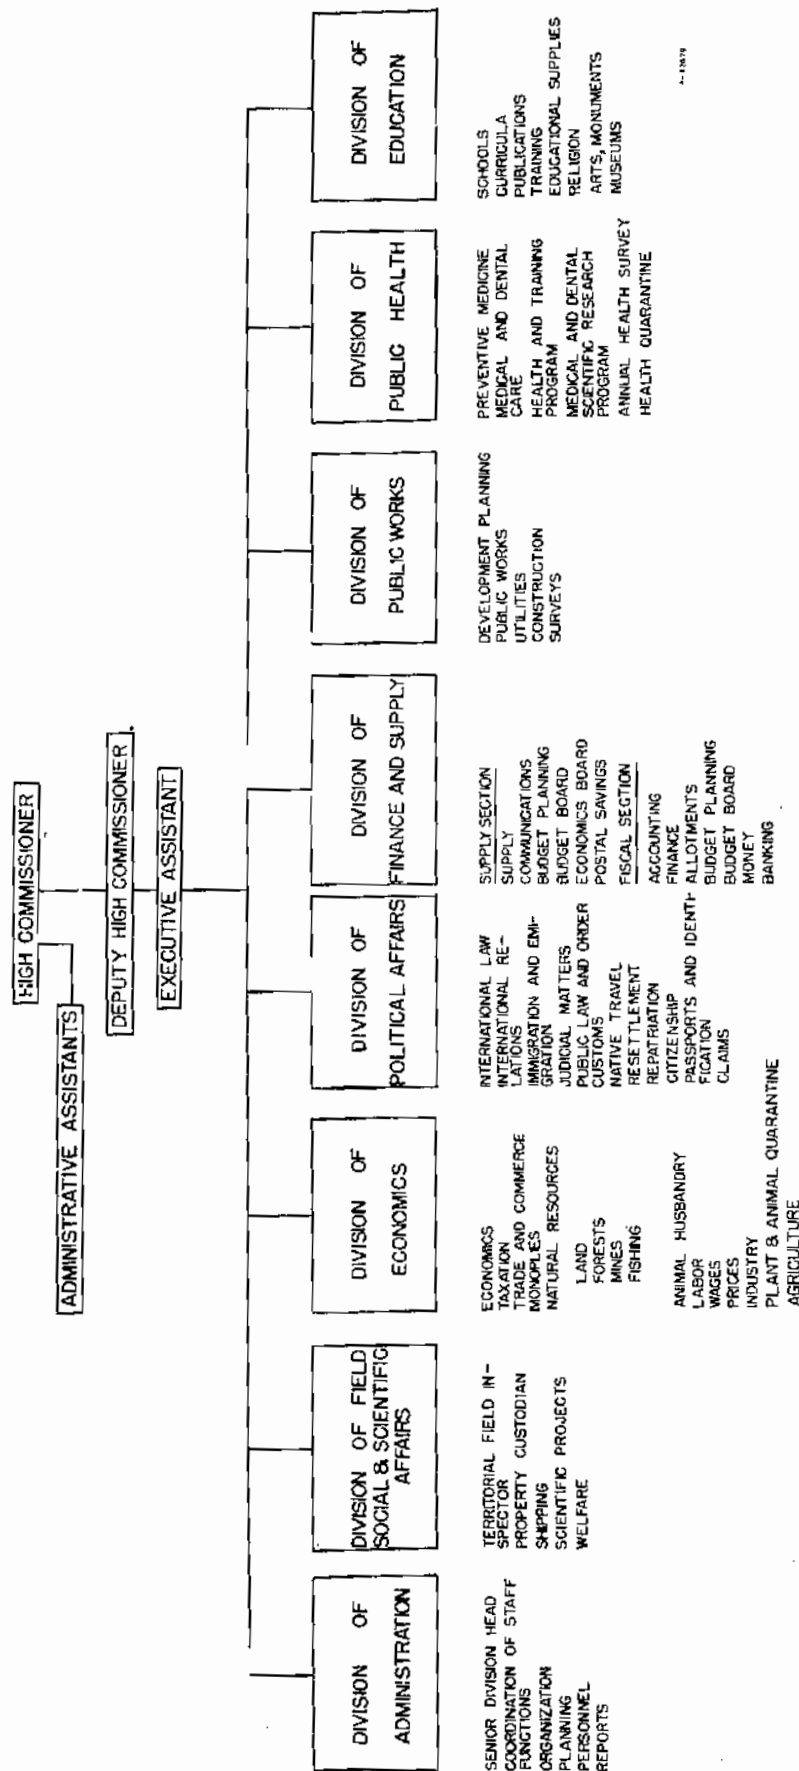 HIGH COMMISSIONER
ADMINISTRATIVE ASSISTANTS
DEPUTY HIGH COMMISSIONER
EXECUTIVE ASSISTANT
DIVISION OF
ADMINISTRATION
SENIOR DIVISION HEAD
COORDINATION OF STAFF
FUNCTIONS
ORGANIZATION
PLANNING
PERSONNEL
REPORTS
DIVISION OF FIELD
SOCIAL & SCIENTIFIC
AFFAIRS
TERRITORIAL FIELD IN-
SPECTOR
PROPERTY CUSTODIAN
SHIPPING
SCIENTIFIC PROJECTS
WELFARE
DIVISION OF
ECONOMICS
ECONOMICS
TAXATION
TRADE AND COMMERCE
MONOPLIES
NATURAL RESOURCES
LAND
FORESTS
MINES
FISHING
ANIMAL HUSBANDRY
LABOR
WAGES
PRICES
INDUSTRY
PLANT & ANIMAL QUARANTINE
AGRICULTURE
DIVISION OF
POLITICAL AFFAIRS
INTERNATIONAL LAW
INTERNATIONAL RE-
LATIONS
IMMIGRATION AND EMI-
GRATION
JUDICIAL MATTERS
PUBLIC LAW AND ORDER
CUSTOMS
NATIVE TRAVEL
RESETTLEMENT
REPATRIATION
CITIZENSHIP
PASSPORTS AND IDENTI-
FICATION
CLAIMS
DIVISION OF
FINANCE AND SUPPLY
SUPPLY SECTION
SUPPLY
COMMUNICATIONS
BUDGET PLANNING
BUDGET BOARD
ECONOMICS BOARD
POSTAL SAVINGS
FISCAL SECTION
ACCOUNTING
FINANCE
ALLOTMENTS
BUDGET PLANNING
BUDGET BOARD
MONEY
BANKING
DIVISION OF
PUBLIC WORKS
DEVELOPMENT PLANNING
PUBLIC WORKS
UTILITIES
CONSTRUCTION
SURVEYS
DIVISION OF
PUBLIC HEALTH
PREVENTIVE MEDICINE
MEDICAL AND DENTAL
CARE
HEALTH AND TRAINING
PROGRAM
MEDICAL AND DENTAL
SCIENTIFIC RESEARCH
PROGRAM
ANNUAL HEALTH SURVEY
HEALTH QUARANTINE
DIVISION OF
EDUCATION
SCHOOLS
CURRICULA
PUBLICATIONS
TRAINING
EDUCATIONAL SUPPLIES
RELIGION
ARTS, MONUMENTS
MUSEUMS